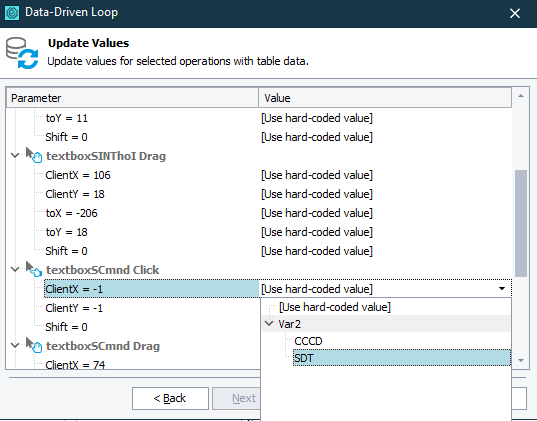 Data-Driven Loop
Update Values
Update values for selected operations with table data.
Parameter Value
toY = 11 [Use hard-coded value]
Shift = 0 [Use hard-coded value]
textboxSINThoI Drag
ClientX = 106 [Use hard-coded value]
ClientY = 18 [Use hard-coded value]
toX = -206 [Use hard-coded value]
toY = 18 [Use hard-coded value]
Shift = 0 [Use hard-coded value]
textboxSCmnd Click
ClientX = -1 [Use hard-coded value]
ClientY = -1 [Use hard-coded value]
Shift = 0 Var2
CCCD
textboxSCmnd Drag SDT
ClientX = 74
< Back Next